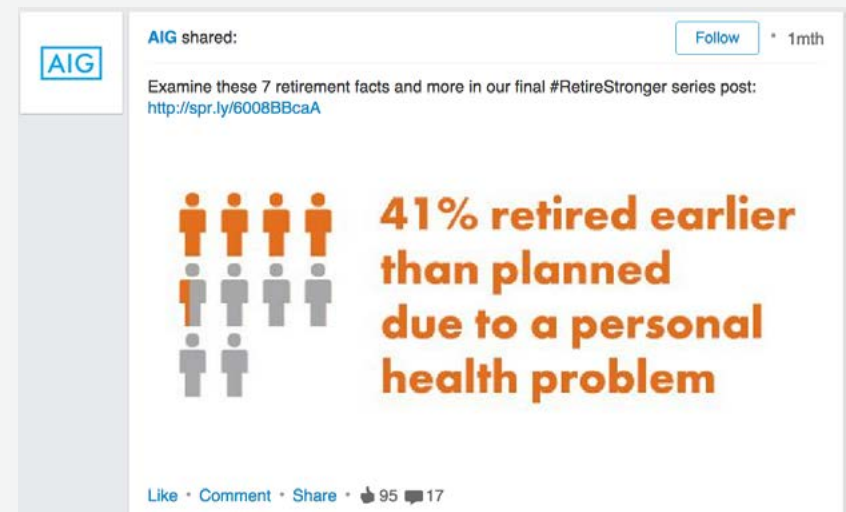 AIG
AIG shared:
Follow • 1mth
Examine these 7 retirement facts and more in our final #RetireStronger series post:
http://spr.ly/6008BBcaA
41% retired earlier
than planned
due to a personal
health problem
Like • Comment • Share • 95 17